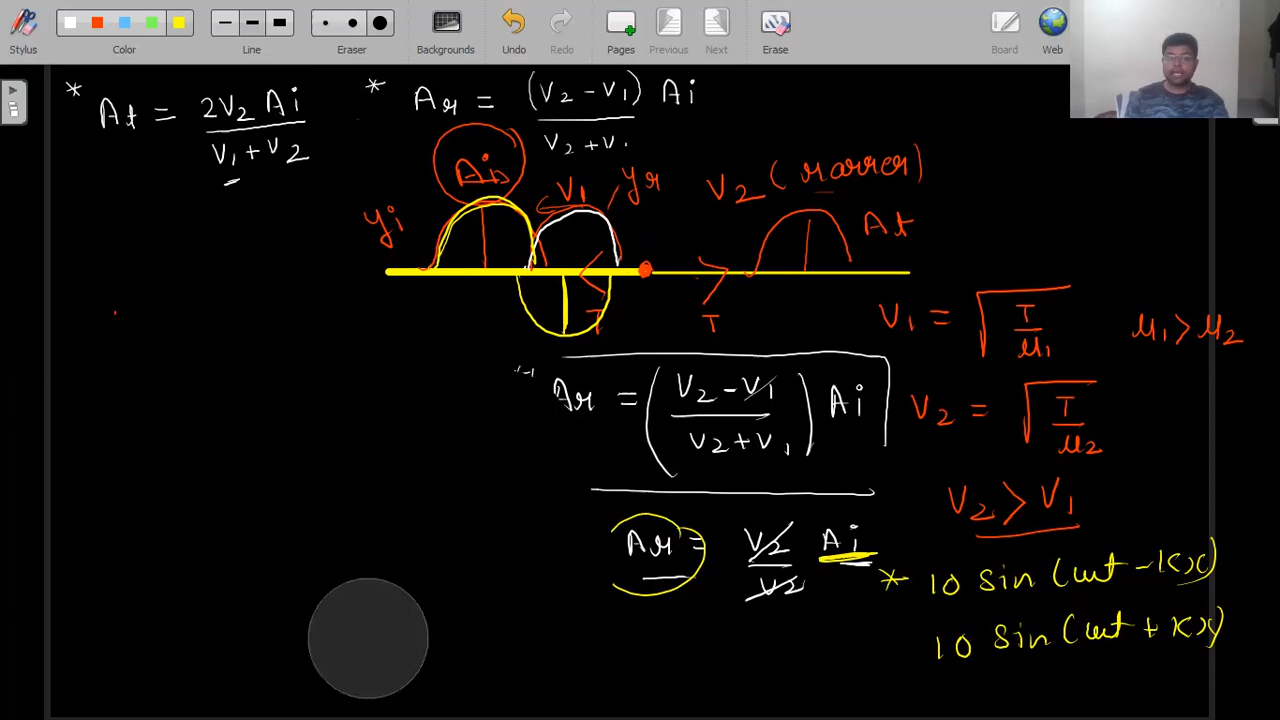 Stylus Color Line Eraser Backgrounds Undo Redo Pages Previous Next Erase Board Web
* At = 2V2 Ai / V1 + V2
* Ar = (V2 - V1) / V2 + V1 Ai
yi Ai V1 yr V2 (rarrer) At
T T
V1 = √T/μ1 μ1 > μ2
Ar = (V2 - V1 / V2 + V1) Ai
V2 = √T/μ2
V2 > V1
Ar = V2 / V2 Ai
* 10 sin (ωt - kx)
10 sin (ωt + kx)